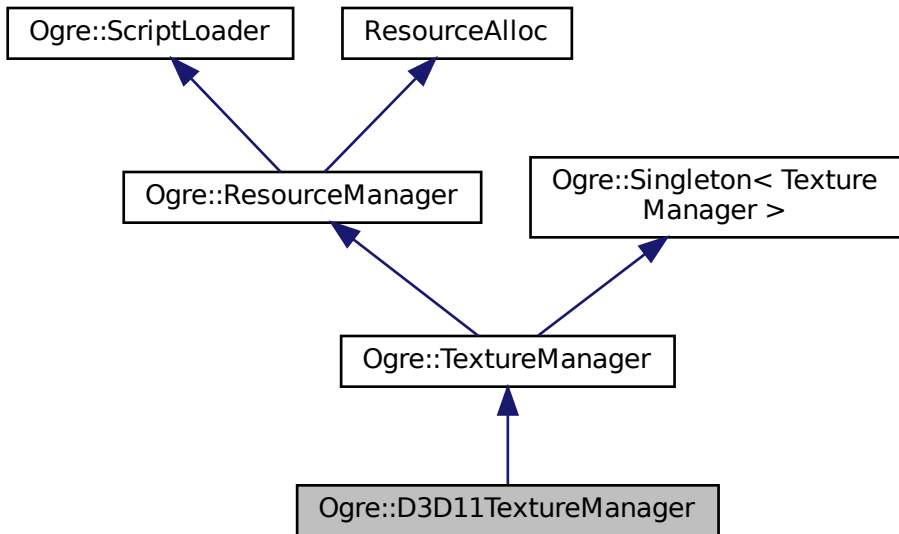 Ogre::ScriptLoader
ResourceAlloc
Ogre::ResourceManager
Ogre::Singleton< Texture
Manager >
Ogre::TextureManager
Ogre::D3D11TextureManager